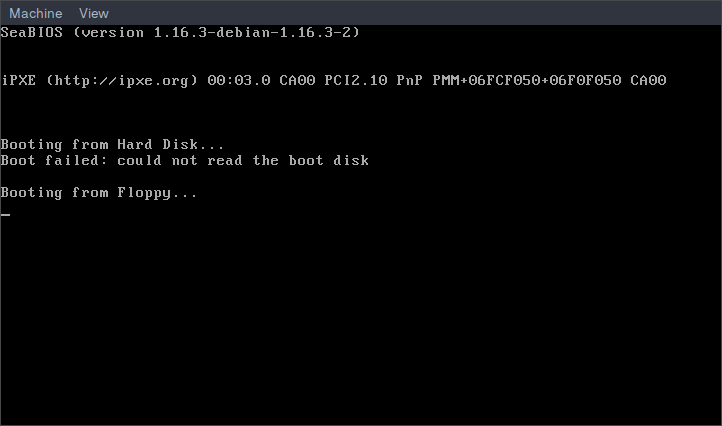 Machine View
SeaBIOS (version 1.16.3-debian-1.16.3-2)
iPXE (http://ipxe.org) 00:03.0 CA00 PCI2.10 PnP PMM+06FCF050+06F0F050 CA00
Booting from Hard Disk...
Boot failed: could not read the boot disk
Booting from Floppy...